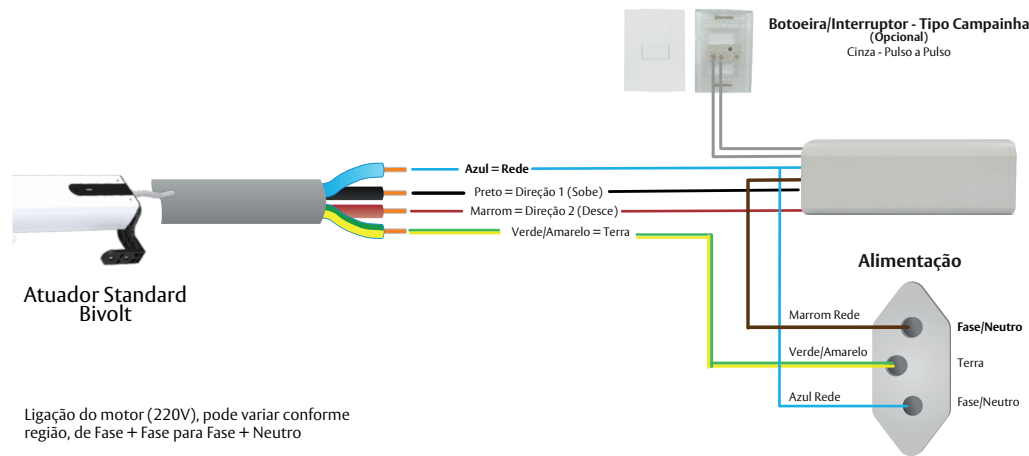 Botoeira/Interruptor - Tipo Campainha
(Opcional)
Cinza - Pulso a Pulso
Azul = Rede
Preto = Direção 1 (Sobe)
Marrom = Direção 2 (Desce)
Verde/Amarelo = Terra
Atuador Standard
Bivolt
Alimentação
Marrom Rede
Fase/Neutro
Verde/Amarelo
Terra
Azul Rede
Fase/Neutro
Ligação do motor (220V), pode variar conforme
região, de Fase + Fase para Fase + Neutro